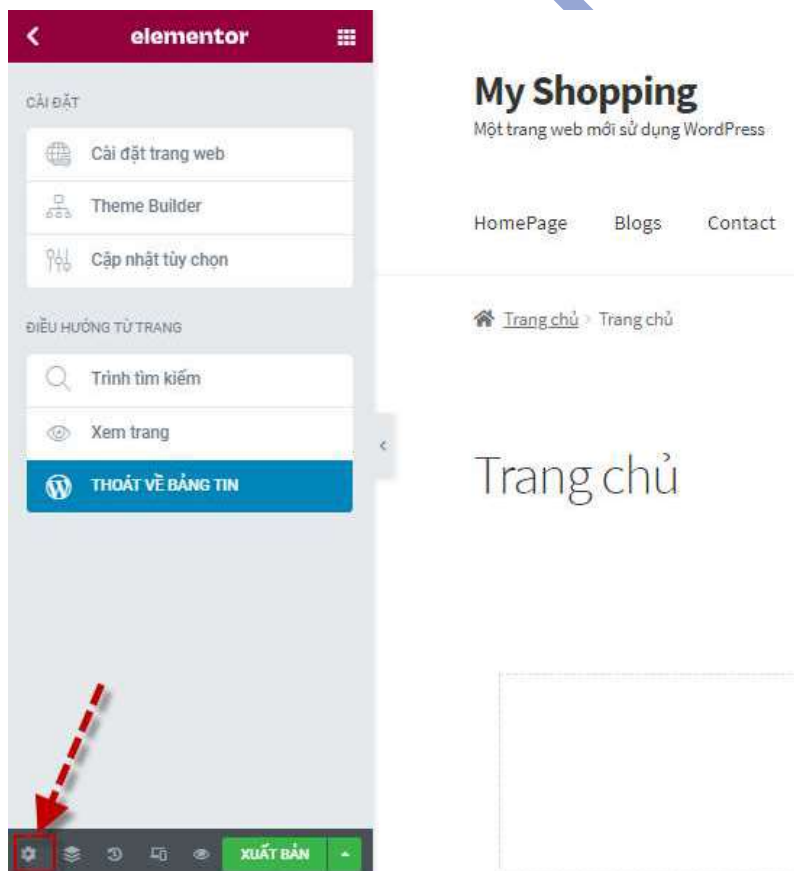 elementor
CÀI ĐẶT
Cài đặt trang web
Theme Builder
Cập nhật tùy chọn
ĐIỀU HƯỚNG TỪ TRANG
Trình tìm kiếm
Xem trang
THOÁT VỀ BẢNG TIN
XUẤT BẢN
My Shopping
Một trang web mới sử dụng WordPress
HomePage Blogs Contact
Trang chủ > Trang chủ
Trang chủ